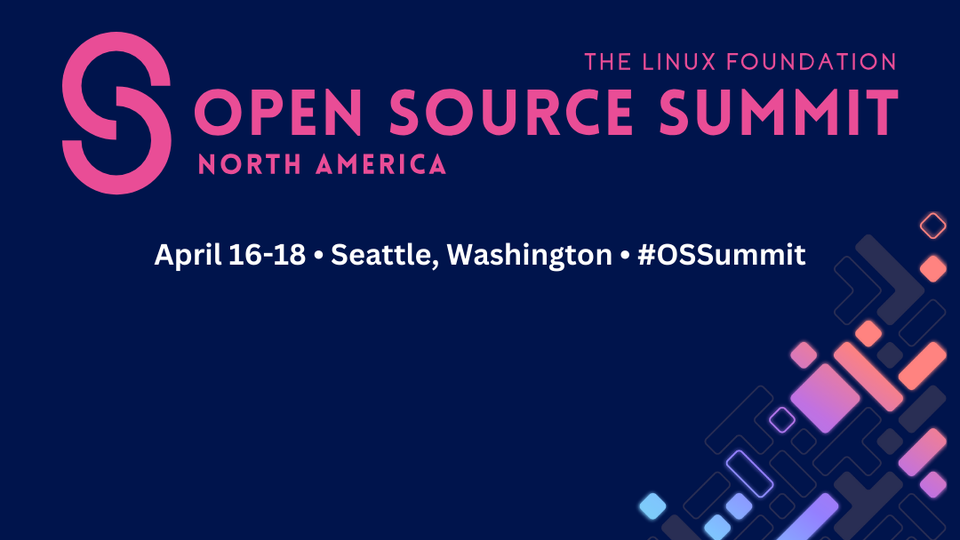 THE LINUX FOUNDATION
OPEN SOURCE SUMMIT
NORTH AMERICA
April 16-18 • Seattle, Washington • #OSSummit